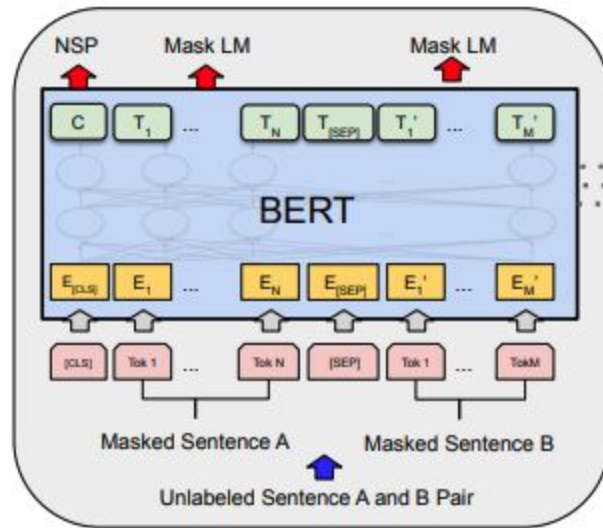 NSP Mask LM Mask LM
C T1 ... TN T[SEP] T1' ... TM'
BERT
E[CLS] E1 ... EN E[SEP] E1' ... EM'
[CLS] Tok 1 ... Tok N [SEP] Tok 1 ... TokM
Masked Sentence A Masked Sentence B
Unlabeled Sentence A and B Pair